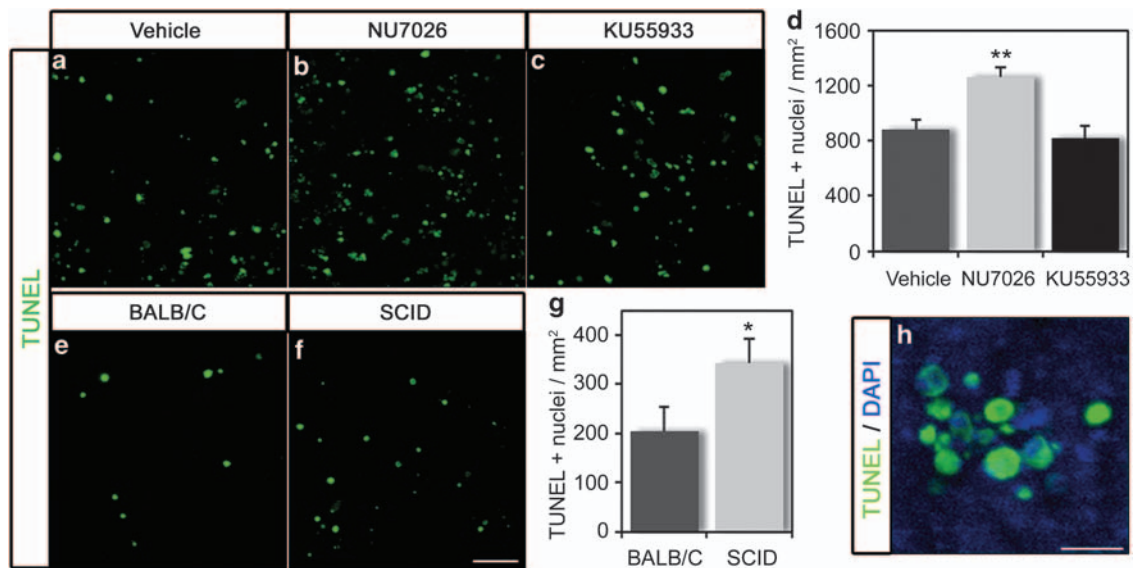 Vehicle NU7026 KU55933
TUNEL
a b c
d
TUNEL + nuclei / mm²
1600
1200
800
400
0
Vehicle NU7026 KU55933
**
BALB/C SCID
e f
g
TUNEL + nuclei / mm²
400
300
200
100
0
BALB/C SCID
*
h
TUNEL / DAPI